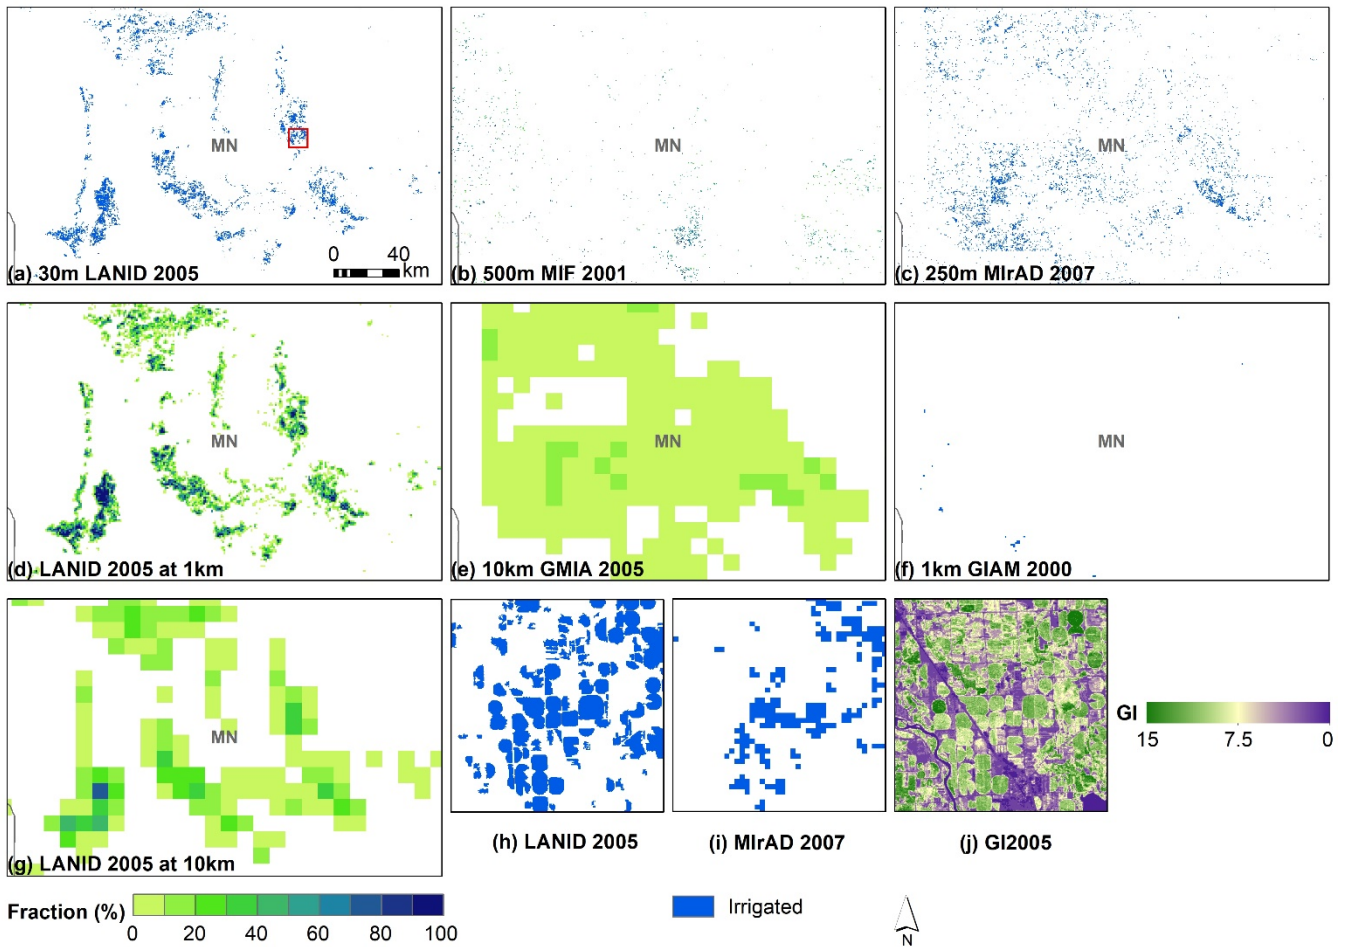 MN
0 40
km
(a) 30m LANID 2005
MN
(b) 500m MIF 2001
MN
(c) 250m MIrAD 2007
MN
(d) LANID 2005 at 1km
MN
(e) 10km GMIA 2005
MN
(f) 1km GIAM 2000
MN
(g) LANID 2005 at 10km
(h) LANID 2005
(i) MIrAD 2007
(j) GI2005
GI
15 7.5 0
Fraction (%)
0 20 40 60 80 100
Irrigated
N